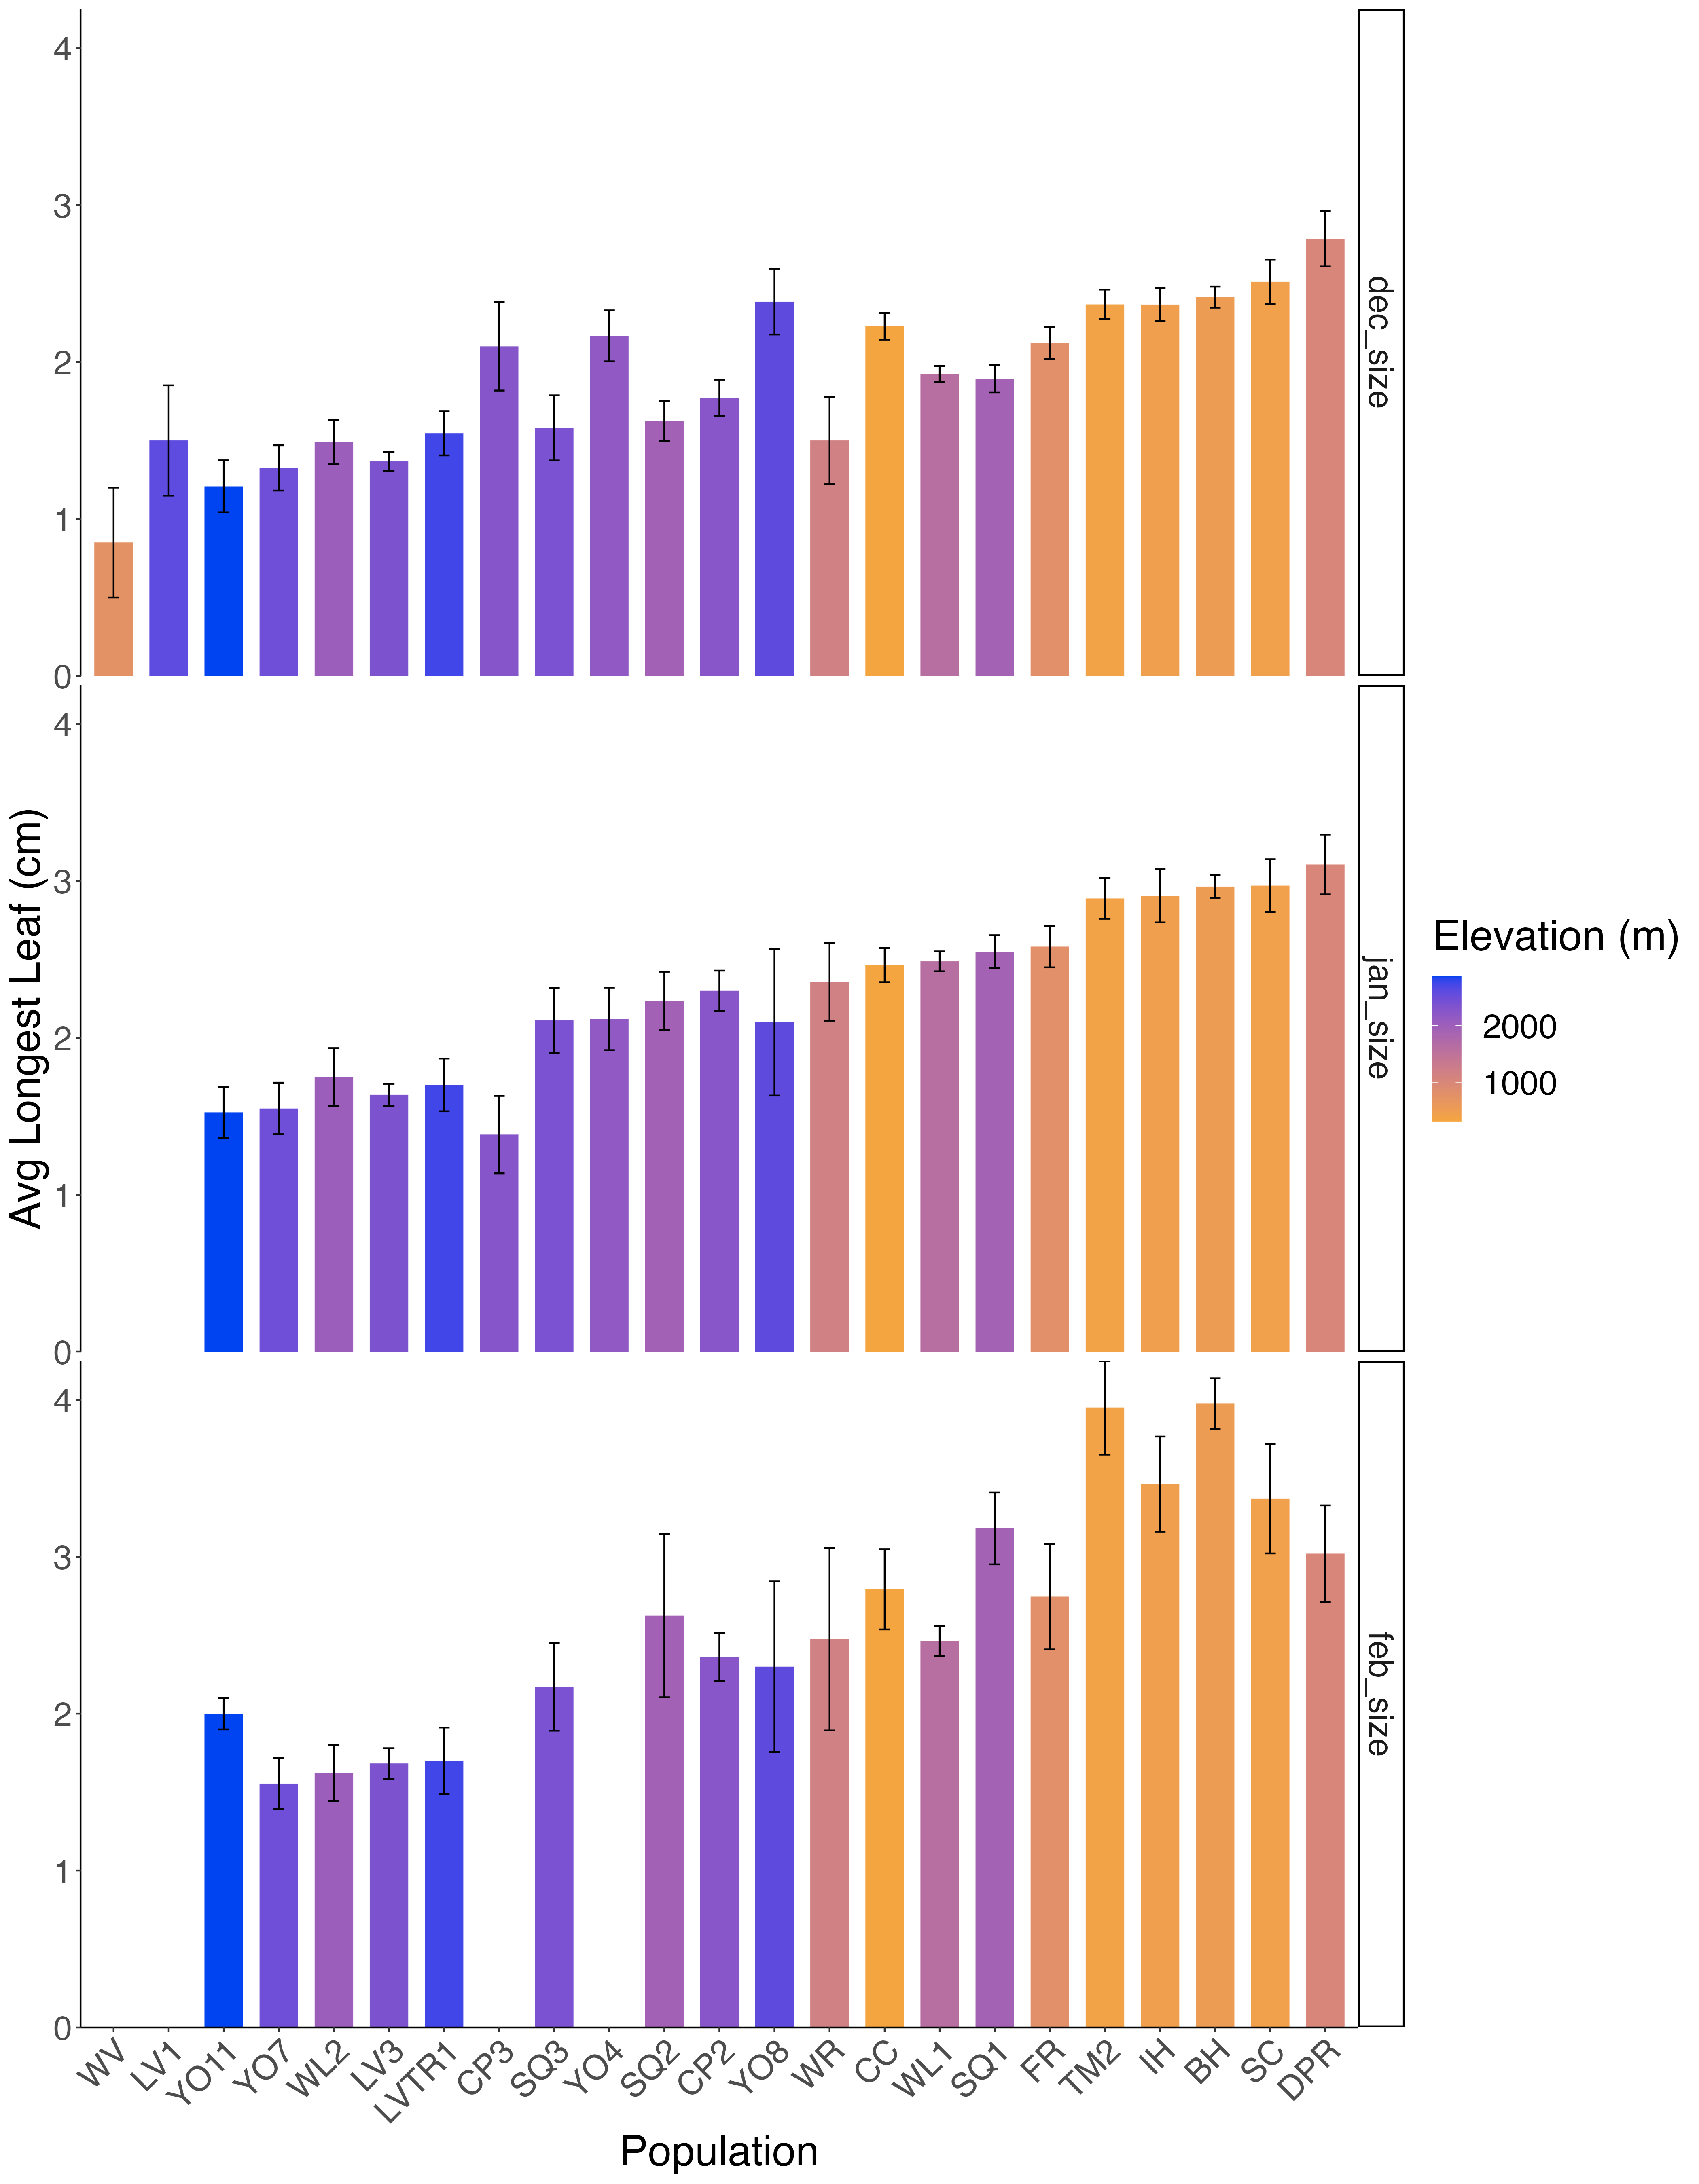 Avg Longest Leaf (cm)
4
3
2
1
0
dec_size
4
3
2
1
0
jan_size
4
3
2
1
0
feb_size
WV
LV1
YO11
YO7
WL2
LV3
LVTR1
CP3
SQ3
YO4
SQ2
CP2
YO8
WR
CC
WL1
SQ1
FR
TM2
IH
BH
SC
DPR
Population
Elevation (m)
2000
1000